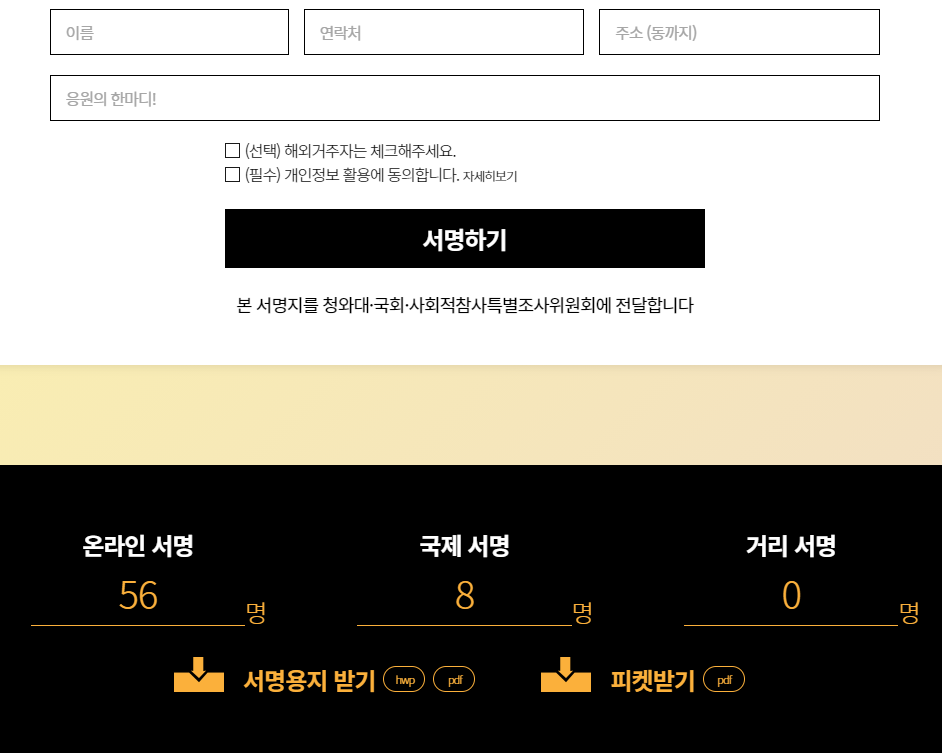 이름 연락처 주소 (동까지)
응원의 한마디!
(선택) 해외거주자는 체크해주세요.
(필수) 개인정보 활용에 동의합니다. 자세히보기
서명하기
본 서명지를 청와대·국회·사회적참사특별조사위원회에 전달합니다
온라인 서명 국제 서명 거리 서명
56 명 8 명 0 명
서명용지 받기 hwp pdf 피켓받기 pdf